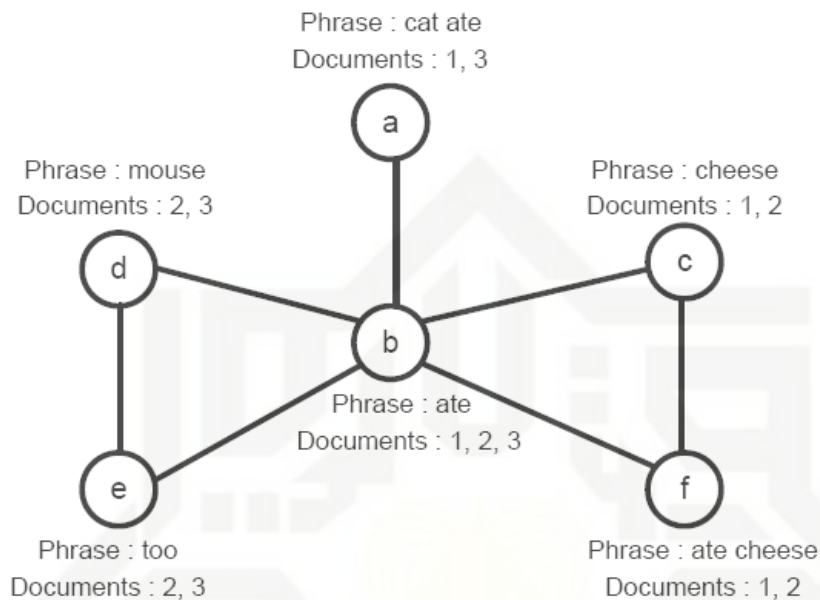 Phrase : cat ate
Documents : 1, 3
a
Phrase : mouse
Documents : 2, 3
d
Phrase : cheese
Documents : 1, 2
c
b
Phrase : ate
Documents : 1, 2, 3
e
Phrase : too
Documents : 2, 3
f
Phrase : ate cheese
Documents : 1, 2